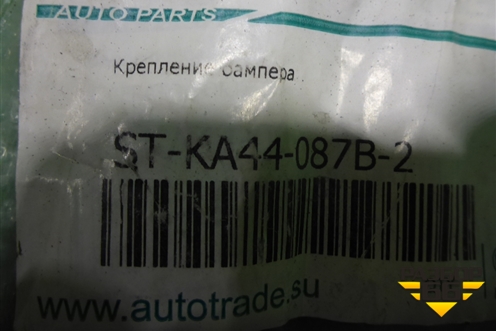 AUTO PARTS
Крепление бампера
ST-KA44-087B-2
www.autotrade.su